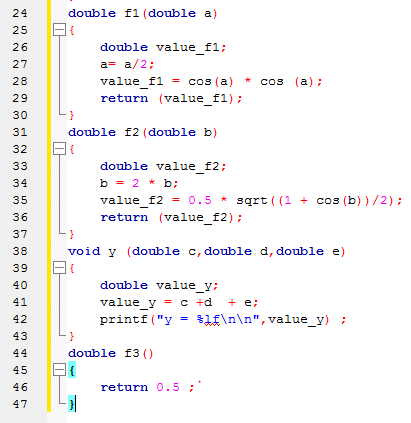 24 double f1(double a)
25 {
26 double value_f1;
27 a= a/2;
28 value_f1 = cos(a) * cos (a);
29 return (value_f1);
30 }
31 double f2(double b)
32 {
33 double value_f2;
34 b = 2 * b;
35 value_f2 = 0.5 * sqrt((1 + cos(b))/2);
36 return (value_f2);
37 }
38 void y (double c,double d,double e)
39 {
40 double value_y;
41 value_y = c +d + e;
42 printf("y = %lf\n\n",value_y) ;
43 }
44 double f3()
45 {
46 return 0.5 ;
47 }